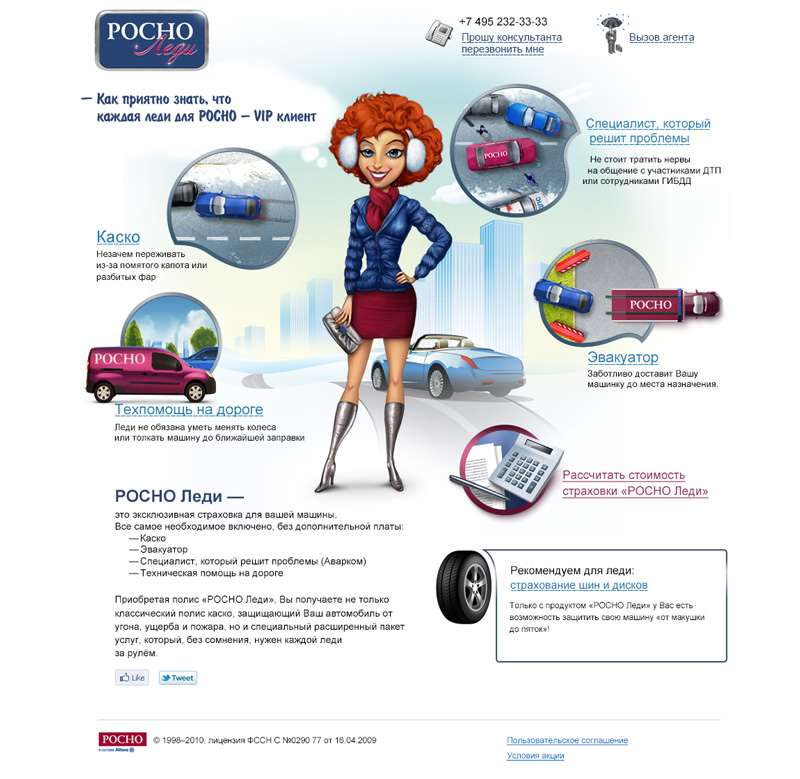 РОСНО
Леди
+7 495 232-33-33
Прошу консультанта
перезвонить мне
Вызов агента
— Как приятно знать, что
каждая леди для РОСНО — VIP клиент
Специалист, который
решит проблемы
Не стоит тратить нервы
на общение с участниками ДТП
или сотрудниками ГИБДД
РОСНО
Каско
Незачем переживать
из-за помятого капота или
разбитых фар
РОСНО
Эвакуатор
Заботливо доставит Вашу
машинку до места назначения.
РОСНО
Техпомощь на дороге
Леди не обязана уметь менять колеса
или толкать машину до ближайшей заправки
Рассчитать стоимость
страховки «РОСНО Леди»
РОСНО Леди —
это эксклюзивная страховка для вашей машины.
Все самое необходимое включено, без дополнительной платы:
— Каско
— Эвакуатор
— Специалист, который решит проблемы (Аварком)
— Техническая помощь на дороге
Приобретая полис «РОСНО Леди», Вы получаете не только
классический полис каско, защищающий Ваш автомобиль от
угона, ущерба и пожара, но и специальный расширенный пакет
услуг, который, без сомнения, нужен каждой леди
за рулём.
Like
Tweet
Рекомендуем для леди:
страхование шин и дисков
Только с продуктом «РОСНО Леди» у Вас есть
возможность защитить свою машину «от макушки
до пяток»!
РОСНО
в составе Allianz
© 1998–2010, лицензия ФССН С №0290 77 от 16.04.2009
Пользовательское соглашение
Условия акции